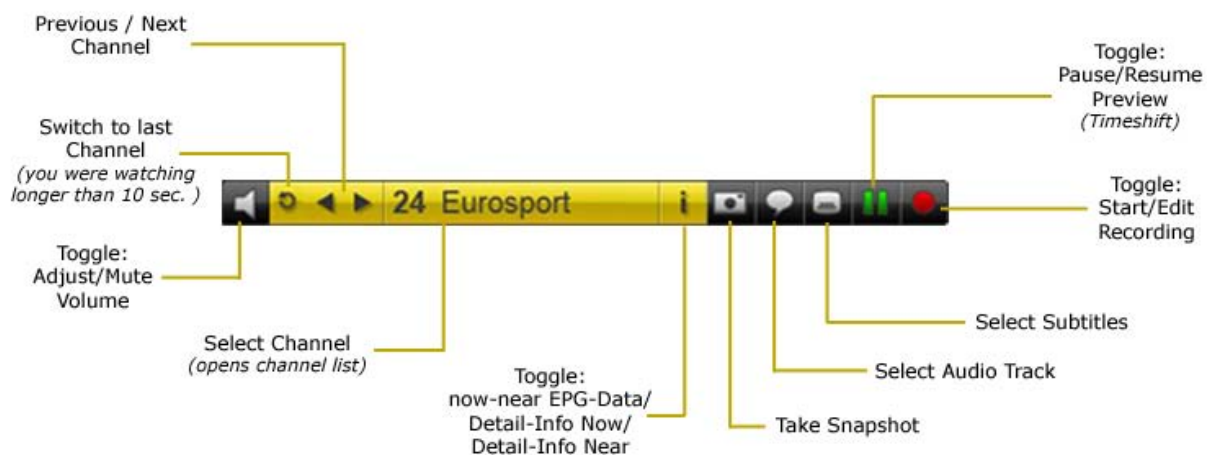 Previous / Next
Channel
Switch to last
Channel
(you were watching
longer than 10 sec. )
Toggle:
Adjust/Mute
Volume
24 Eurosport
i
Select Channel
(opens channel list)
Toggle:
now-near EPG-Data/
Detail-Info Now/
Detail-Info Near
Toggle:
Pause/Resume
Preview
(Timeshift)
Toggle:
Start/Edit
Recording
Select Subtitles
Select Audio Track
Take Snapshot